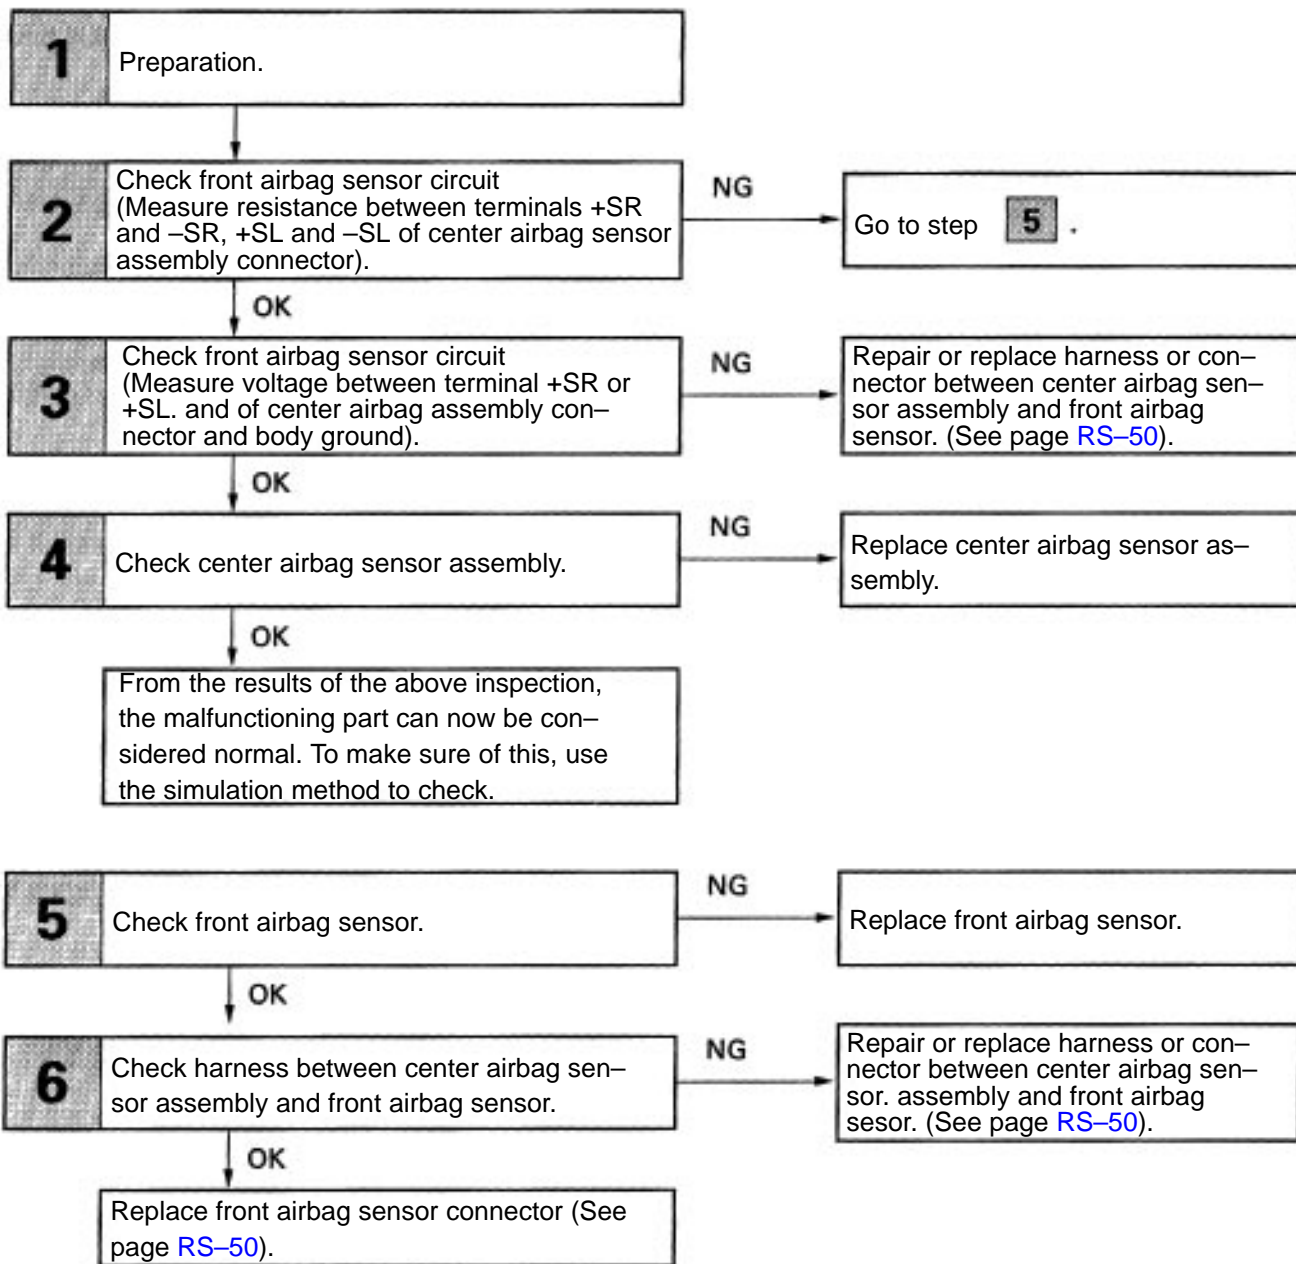 1
Preparation.
2
Check front airbag sensor circuit
(Measure resistance between terminals +SR
and –SR, +SL and –SL of center airbag sensor
assembly connector).
NG
Go to step 5 .
OK
3
Check front airbag sensor circuit
(Measure voltage between terminal +SR or
+SL. and of center airbag assembly con–
nector and body ground).
NG
Repair or replace harness or con–
nector between center airbag sen–
sor assembly and front airbag
sensor. (See page RS–50).
OK
4
Check center airbag sensor assembly.
NG
Replace center airbag sensor as–
sembly.
OK
From the results of the above inspection,
the malfunctioning part can now be con–
sidered normal. To make sure of this, use
the simulation method to check.
5
Check front airbag sensor.
NG
Replace front airbag sensor.
OK
6
Check harness between center airbag sen–
sor assembly and front airbag sensor.
NG
Repair or replace harness or con–
nector between center airbag sen–
sor. assembly and front airbag
sesor. (See page RS–50).
OK
Replace front airbag sensor connector (See
page RS–50).